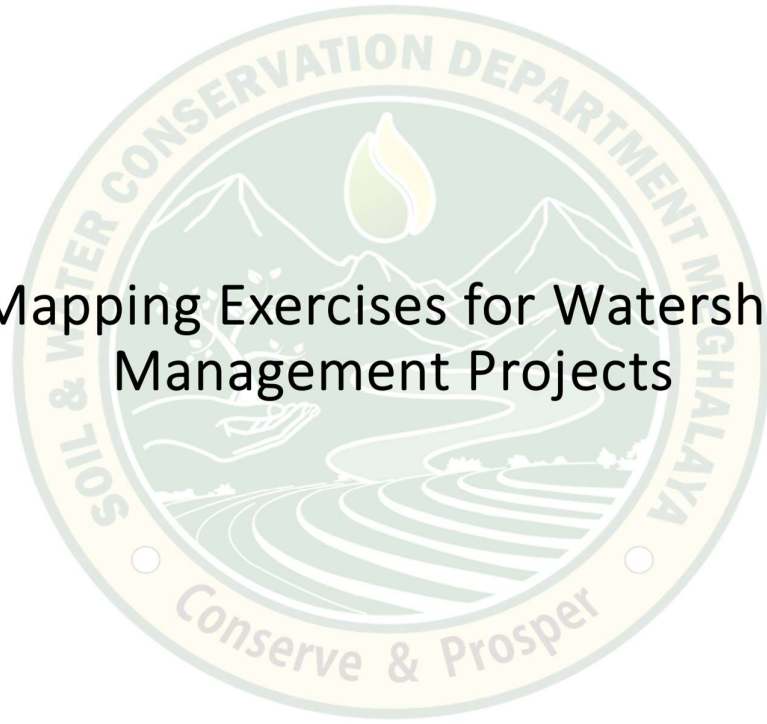 SOIL & WATER CONSERVATION DEPARTMENT MEGHALAYA
Mapping Exercises for Watersh
Management Projects
Conserve & Prosper